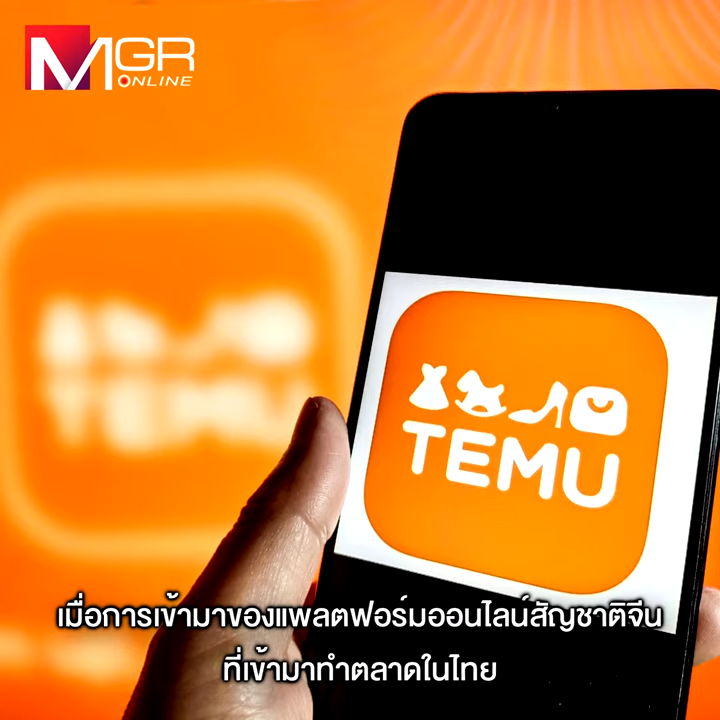 MGR
ONLINE
TEMU
TEMU
เมื่อการเข้ามาของแพลตฟอร์มออนไลน์สัญชาติจีน
ที่เข้ามาทำตลาดในไทย